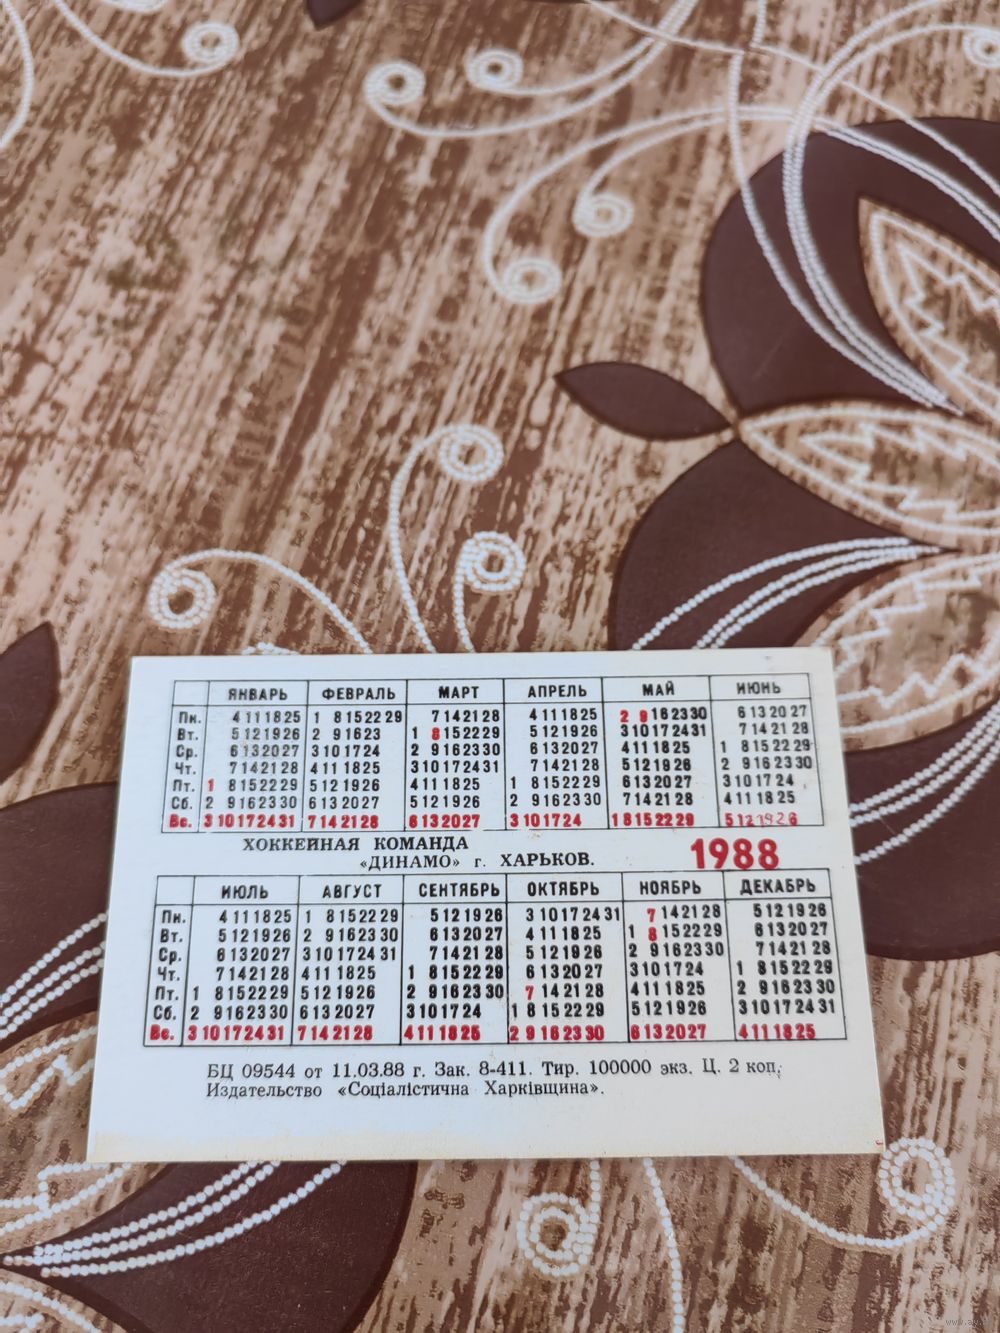 ЯНВАРЬ ФЕВРАЛЬ МАРТ АПРЕЛЬ МАЙ ИЮНЬ
Пн. 4 11 18 25 1 8 15 22 29 7 14 21 28 4 11 18 25 2 9 16 23 30 6 13 20 27
Вт. 5 12 19 26 2 9 16 23 1 8 15 22 29 5 12 19 26 3 10 17 24 31 7 14 21 28
Ср. 6 13 20 27 3 10 17 24 2 9 16 23 30 6 13 20 27 4 11 18 25 1 8 15 22 29
Чт. 7 14 21 28 4 11 18 25 3 10 17 24 31 7 14 21 28 5 12 19 26 2 9 16 23 30
Пт. 1 8 15 22 29 5 12 19 26 4 11 18 25 1 8 15 22 29 6 13 20 27 3 10 17 24
Сб. 2 9 16 23 30 6 13 20 27 5 12 19 26 2 9 16 23 30 7 14 21 28 4 11 18 25
Вс. 3 10 17 24 31 7 14 21 28 6 13 20 27 3 10 17 24 1 8 15 22 29 5 12 19 26
ХОККЕЙНАЯ КОМАНДА
«ДИНАМО» г. ХАРЬКОВ. 1988
ИЮЛЬ АВГУСТ СЕНТЯБРЬ ОКТЯБРЬ НОЯБРЬ ДЕКАБРЬ
Пн. 4 11 18 25 1 8 15 22 29 5 12 19 26 3 10 17 24 31 7 14 21 28 5 12 19 26
Вт. 5 12 19 26 2 9 16 23 30 6 13 20 27 4 11 18 25 1 8 15 22 29 6 13 20 27
Ср. 6 13 20 27 3 10 17 24 31 7 14 21 28 5 12 19 26 2 9 16 23 30 7 14 21 28
Чт. 7 14 21 28 4 11 18 25 1 8 15 22 29 6 13 20 27 3 10 17 24 1 8 15 22 29
Пт. 1 8 15 22 29 5 12 19 26 2 9 16 23 30 7 14 21 28 4 11 18 25 2 9 16 23 30
Сб. 2 9 16 23 30 6 13 20 27 3 10 17 24 1 8 15 22 29 5 12 19 26 3 10 17 24 31
Вс. 3 10 17 24 31 7 14 21 28 4 11 18 25 2 9 16 23 30 6 13 20 27 4 11 18 25
БЦ 09544 от 11.03.88 г. Зак. 8-411. Тир. 100000 экз. Ц. 2 коп.
Издательство «Соціалістична Харківщина».